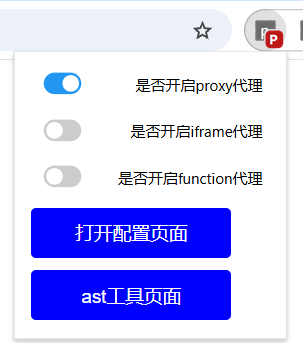 P
是否开启proxy代理
是否开启iframe代理
是否开启function代理
打开配置页面
ast工具页面